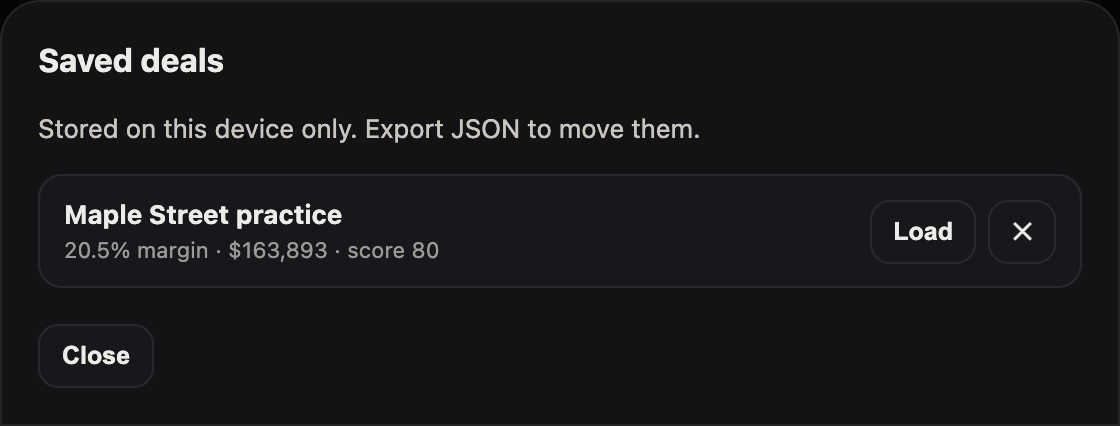 Saved deals
Stored on this device only. Export JSON to move them.
Maple Street practice
20.5% margin · $163,893 · score 80
Load
✕
Close